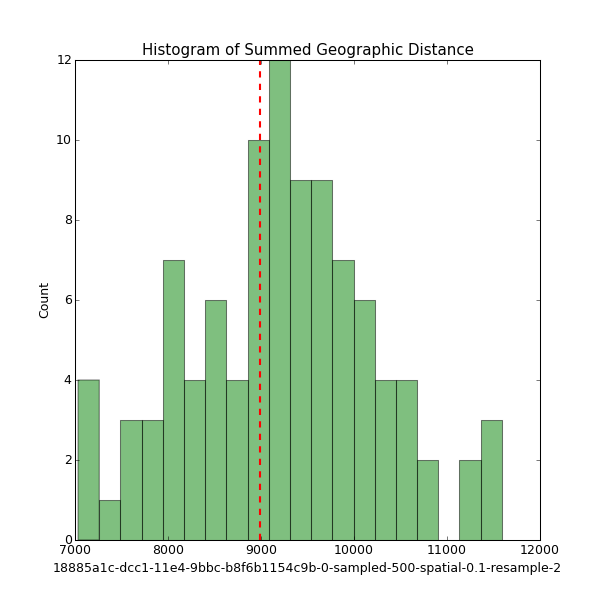 Histogram of Summed Geographic Distance
12
10
8
6
4
2
0
Count
7000 8000 9000 10000 11000 12000
18885a1c-dcc1-11e4-9bbc-b8f6b1154c9b-0-sampled-500-spatial-0.1-resample-2